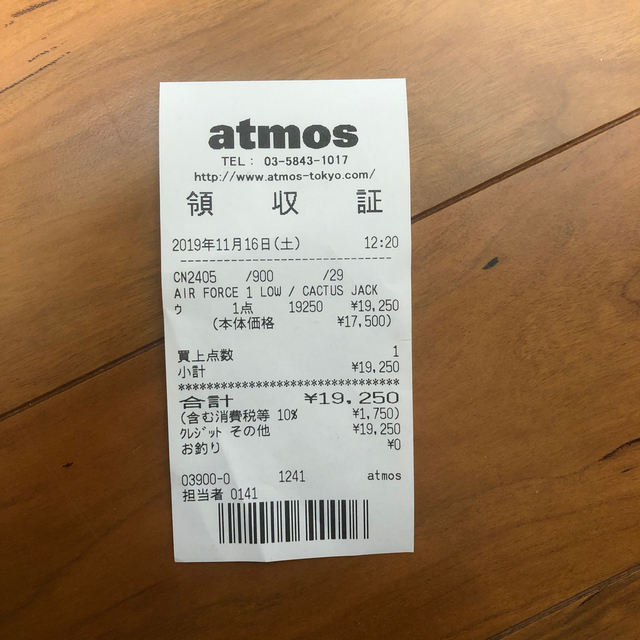 atmos
TEL： 03-5843-1017
http://www.atmos-tokyo.com/
領 収 証
2019年11月16日(土) 12:20
CN2405 /900 /29
AIR FORCE 1 LOW / CACTUS JACK
ウ 1点 19250 ¥19,250
(本体価格 ¥17,500)
買上点数 1
小計 ¥19,250
合計 ¥19,250
(含む消費税等 10% ¥1,750)
ｸﾚｼﾞｯﾄ その他 ¥19,250
お釣り ¥0
03900-0 1241 atmos
担当者 0141